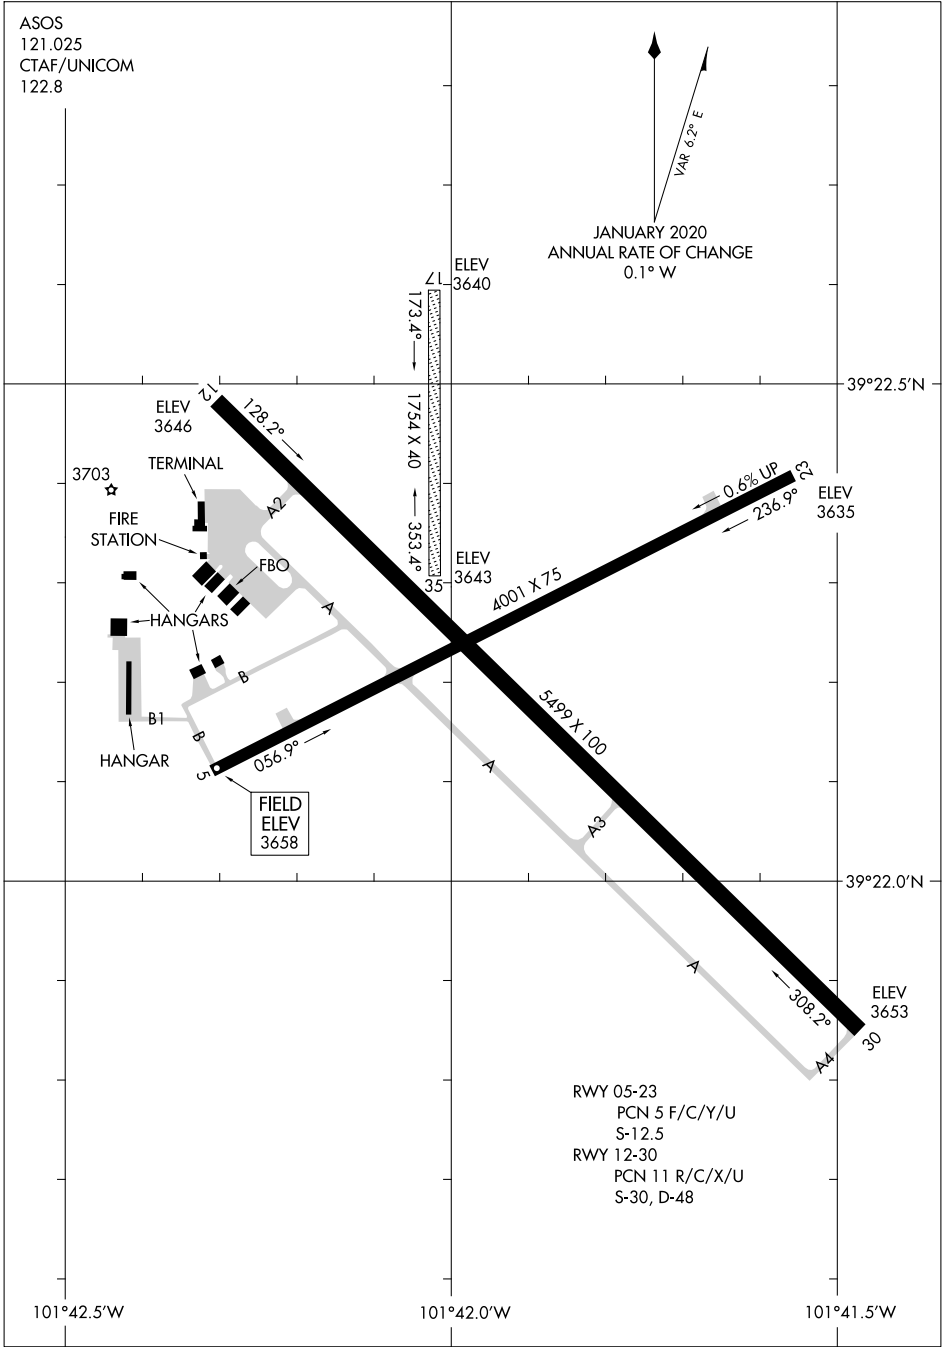 ASOS
121.025
CTAF/UNICOM
122.8
VAR 6.2° E
JANUARY 2020
ANNUAL RATE OF CHANGE
0.1° W
17
ELEV
3640
173.4°
1754 X 40
353.4°
35
ELEV
3643
39°22.5'N
12
ELEV
3646
128.2°
3703
TERMINAL
A2
FIRE
STATION
FBO
HANGARS
A
0.6% UP
236.9°
23
ELEV
3635
4001 X 75
B
B1
B
HANGAR
5
056.9°
FIELD
ELEV
3658
5499 X 100
A
A3
39°22.0'N
A
308.2°
ELEV
3653
30
A4
RWY 05-23
PCN 5 F/C/Y/U
S-12.5
RWY 12-30
PCN 11 R/C/X/U
S-30, D-48
101°42.5'W
101°42.0'W
101°41.5'W